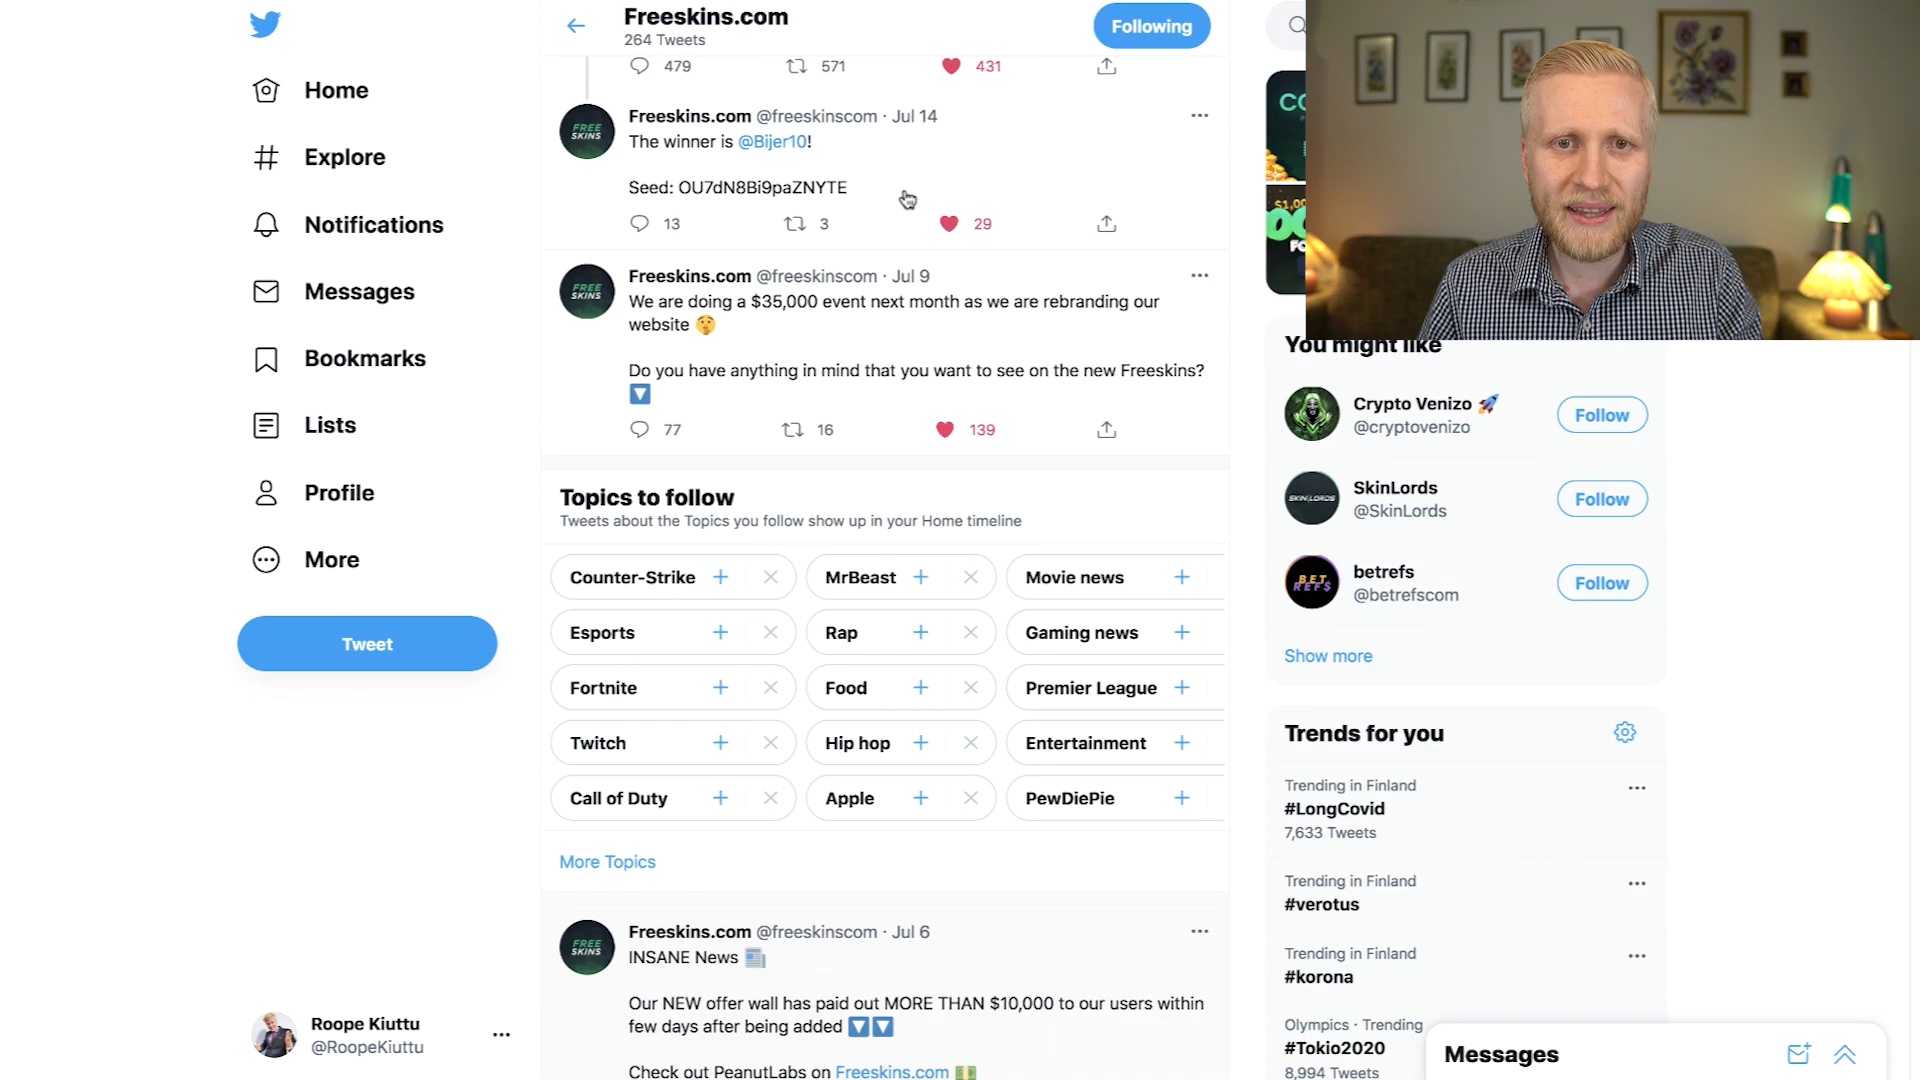 Freeskins.com
264 Tweets
Following
Home
Explore
Notifications
Messages
Bookmarks
Lists
Profile
More
Tweet
Roope Kiuttu
@RoopeKiuttu
479 571 431
FREE
SKINS
Freeskins.com @freeskinscom · Jul 14
The winner is @Bijer10!
Seed: OU7dN8Bi9paZNYTE
13 3 29
FREE
SKINS
Freeskins.com @freeskinscom · Jul 9
We are doing a $35,000 event next month as we are rebranding our
website
Do you have anything in mind that you want to see on the new Freeskins?
77 16 139
Topics to follow
Tweets about the Topics you follow show up in your Home timeline
Counter-Strike MrBeast Movie news
Esports Rap Gaming news
Fortnite Food Premier League
Twitch Hip hop Entertainment
Call of Duty Apple PewDiePie
More Topics
FREE
SKINS
Freeskins.com @freeskinscom · Jul 6
INSANE News
Our NEW offer wall has paid out MORE THAN $10,000 to our users within
few days after being added
Check out PeanutLabs on Freeskins.com
You might like
Crypto Venizo
@cryptovenizo
Follow
SKINLORDS
SkinLords
@SkinLords
Follow
BET
REFS
betrefs
@betrefscom
Follow
Show more
Trends for you
Trending in Finland
#LongCovid
7,633 Tweets
Trending in Finland
#verotus
Trending in Finland
#korona
Olympics · Trending
#Tokio2020
8,994 Tweets
Messages